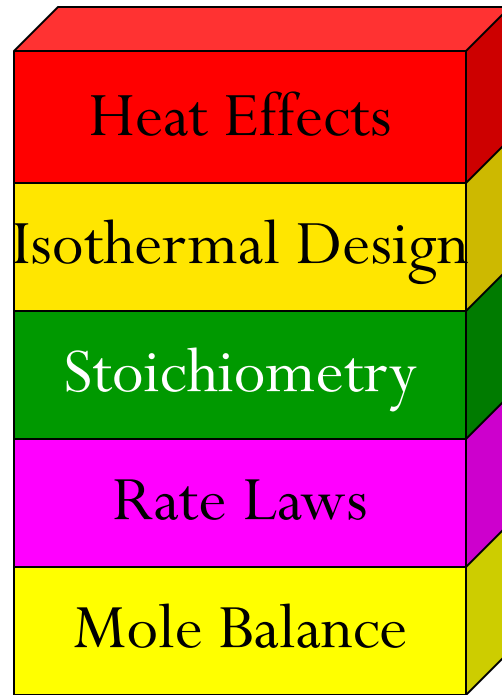 Heat Effects
Isothermal Design
Stoichiometry
Rate Laws
Mole Balance